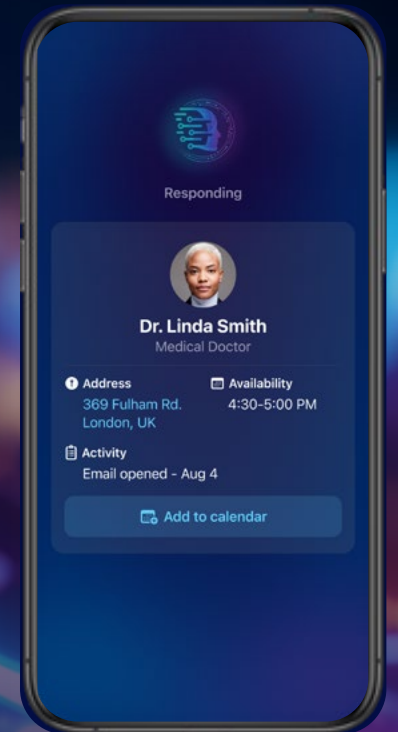 Responding
Dr. Linda Smith
Medical Doctor
Address
369 Fulham Rd.
London, UK
Availability
4:30-5:00 PM
Activity
Email opened - Aug 4
Add to calendar